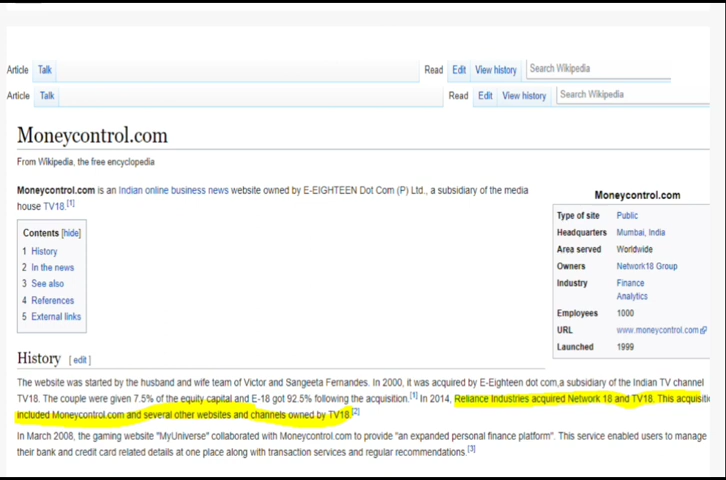 Article Talk Read Edit View history Search Wikipedia
Article Talk Read Edit View history Search Wikipedia
Moneycontrol.com
From Wikipedia, the free encyclopedia
Moneycontrol.com is an Indian online business news website owned by E-EIGHTEEN Dot Com (P) Ltd., a subsidiary of the media
house TV18.[1]
Contents [hide]
1 History
2 In the news
3 See also
4 References
5 External links
Moneycontrol.com
Type of site Public
Headquarters Mumbai, India
Area served Worldwide
Owners Network18 Group
Industry Finance
Analytics
Employees 1000
URL www.moneycontrol.com
Launched 1999
History [ edit ]
The website was started by the husband and wife team of Victor and Sangeeta Fernandes. In 2000, it was acquired by E-Eighteen dot com,a subsidiary of the Indian TV channel
TV18. The couple were given 7.5% of the equity capital and E-18 got 92.5% following the acquisition.[1] In 2014, Reliance Industries acquired Network 18 and TV18. This acquisiti
included Moneycontrol.com and several other websites and channels owned by TV18.[2]
In March 2008, the gaming website "MyUniverse" collaborated with Moneycontrol.com to provide "an expanded personal finance platform". This service enabled users to manage
their bank and credit card related details at one place along with transaction services and regular recommendations.[3]